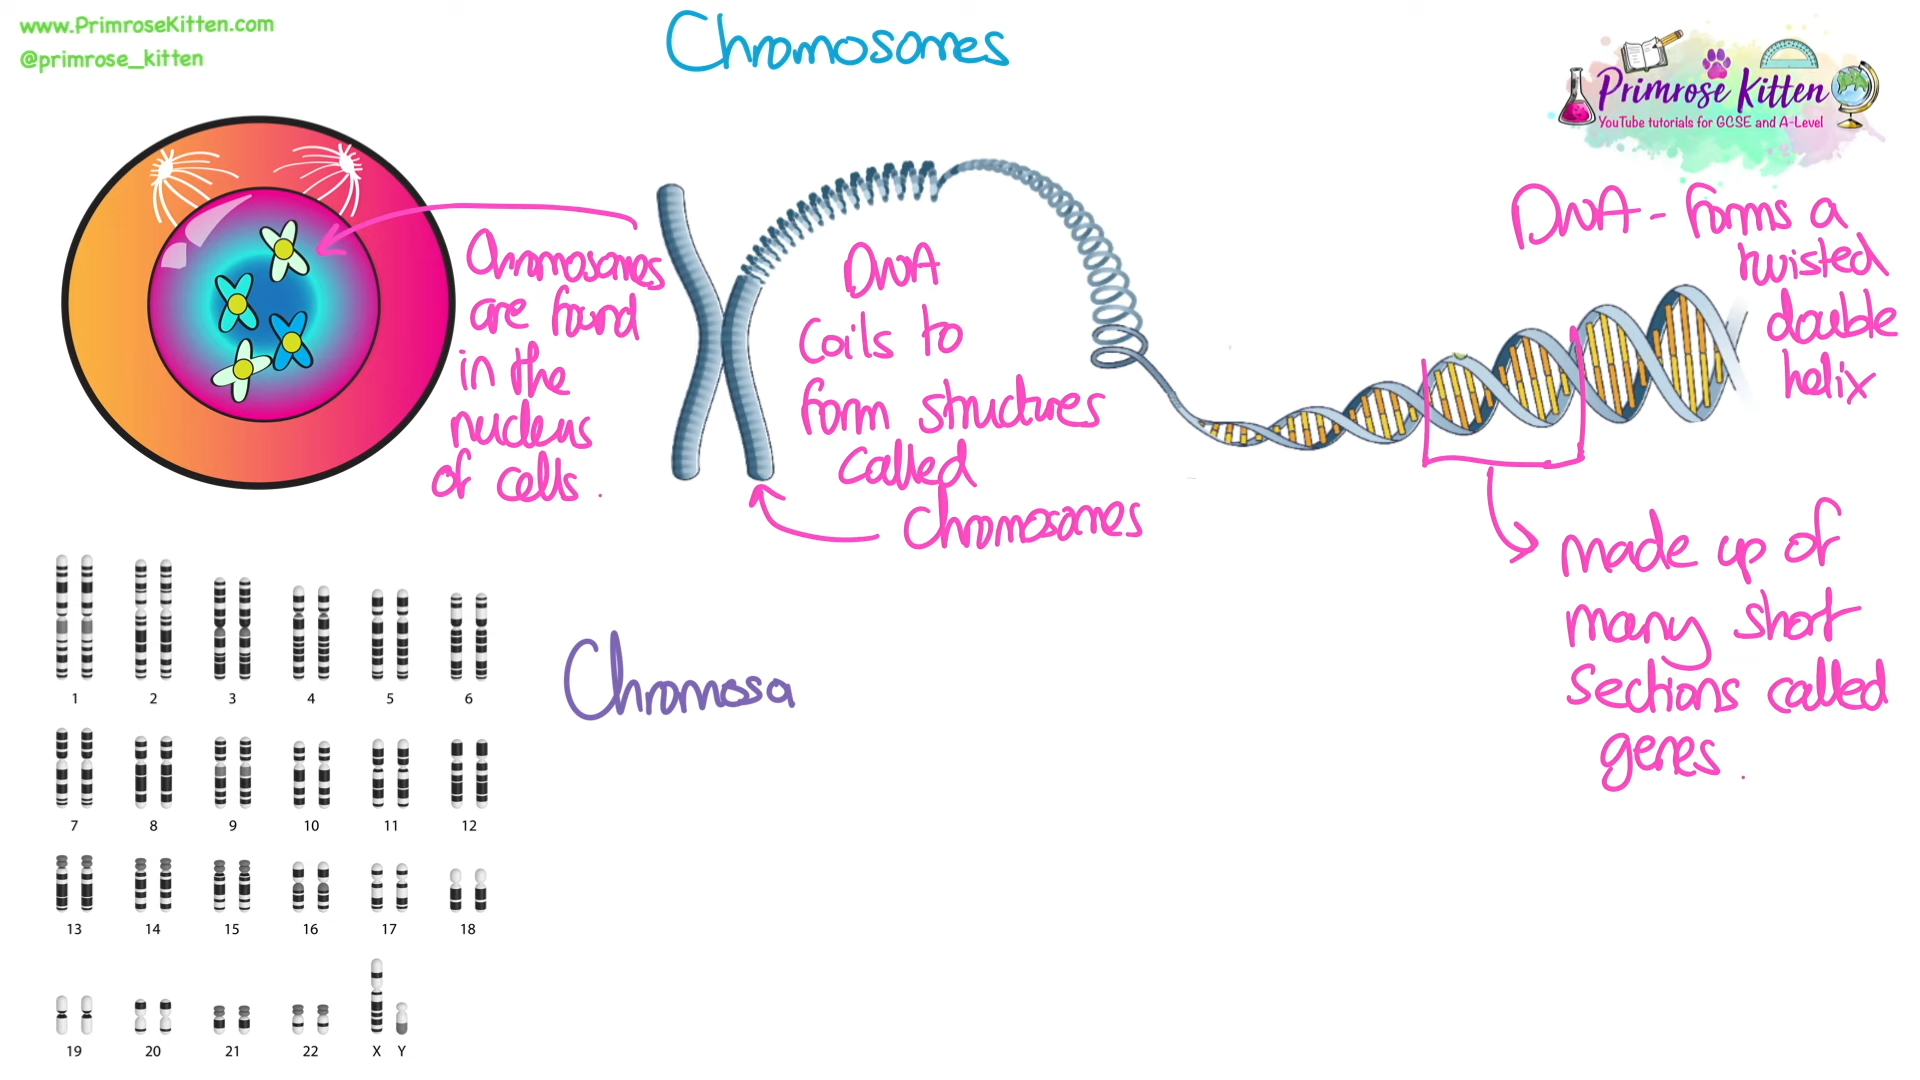 www.PrimroseKitten.com
@primrose_kitten
Chromosomes
Primrose Kitten
YouTube tutorials for GCSE and A-Level
Chromosomes
are found
in the
nucleus
of cells.
DNA
Coils to
form structures
called
Chromosomes
DNA - forms a
twisted
double
helix
made up of
many short
Sections called
genes.
Chromosa
1 2 3 4 5 6
7 8 9 10 11 12
13 14 15 16 17 18
19 20 21 22 X Y